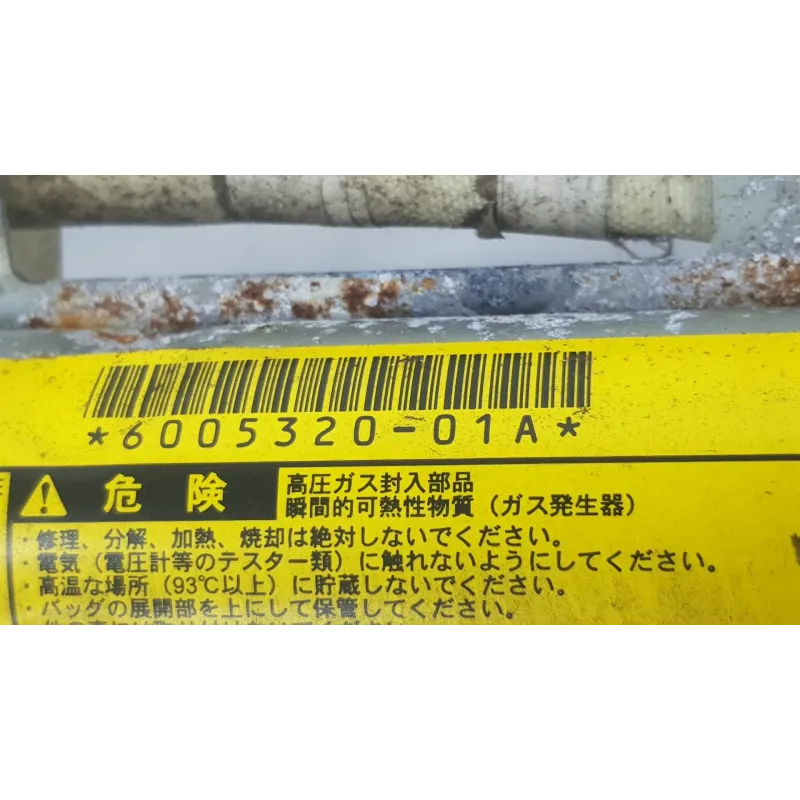 *6005320-01A*
危険
高圧ガス封入部品
瞬間的可熱性物質（ガス発生器）
・修理、分解、加熱、焼却は絶対しないでください。
・電気（電圧計等のテスター類）に触れないようにしてください。
・高温な場所（93℃以上）に貯蔵しないでください。
・バッグの展開部を上にして保管してください。